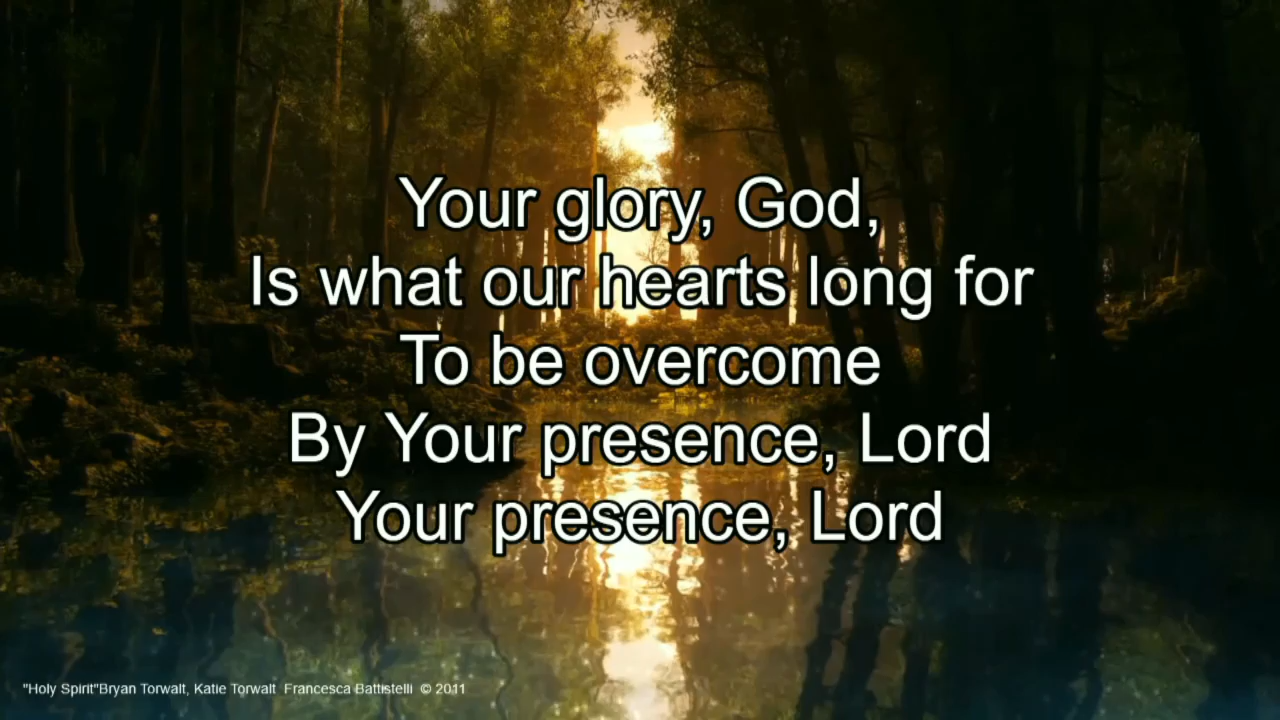 Your glory, God,
Is what our hearts long for
To be overcome
By Your presence, Lord
Your presence, Lord
"Holy Spirit"Bryan Torwalt, Katie Torwalt  Francesca Battistelli  © 2011